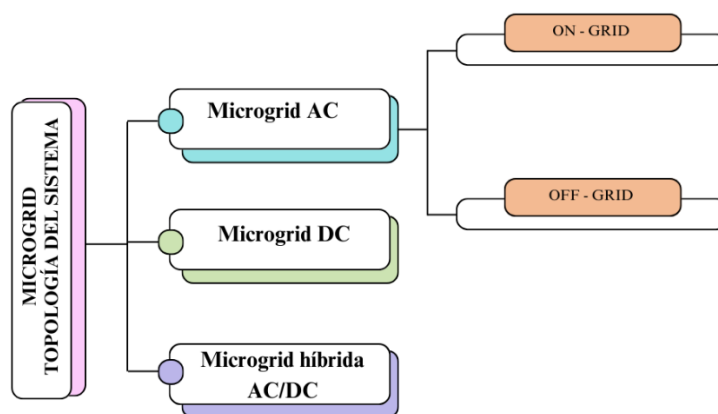 MICROGRID
TOPOLOGÍA DEL SISTEMA
Microgrid AC
ON - GRID
OFF - GRID
Microgrid DC
Microgrid híbrida
AC/DC